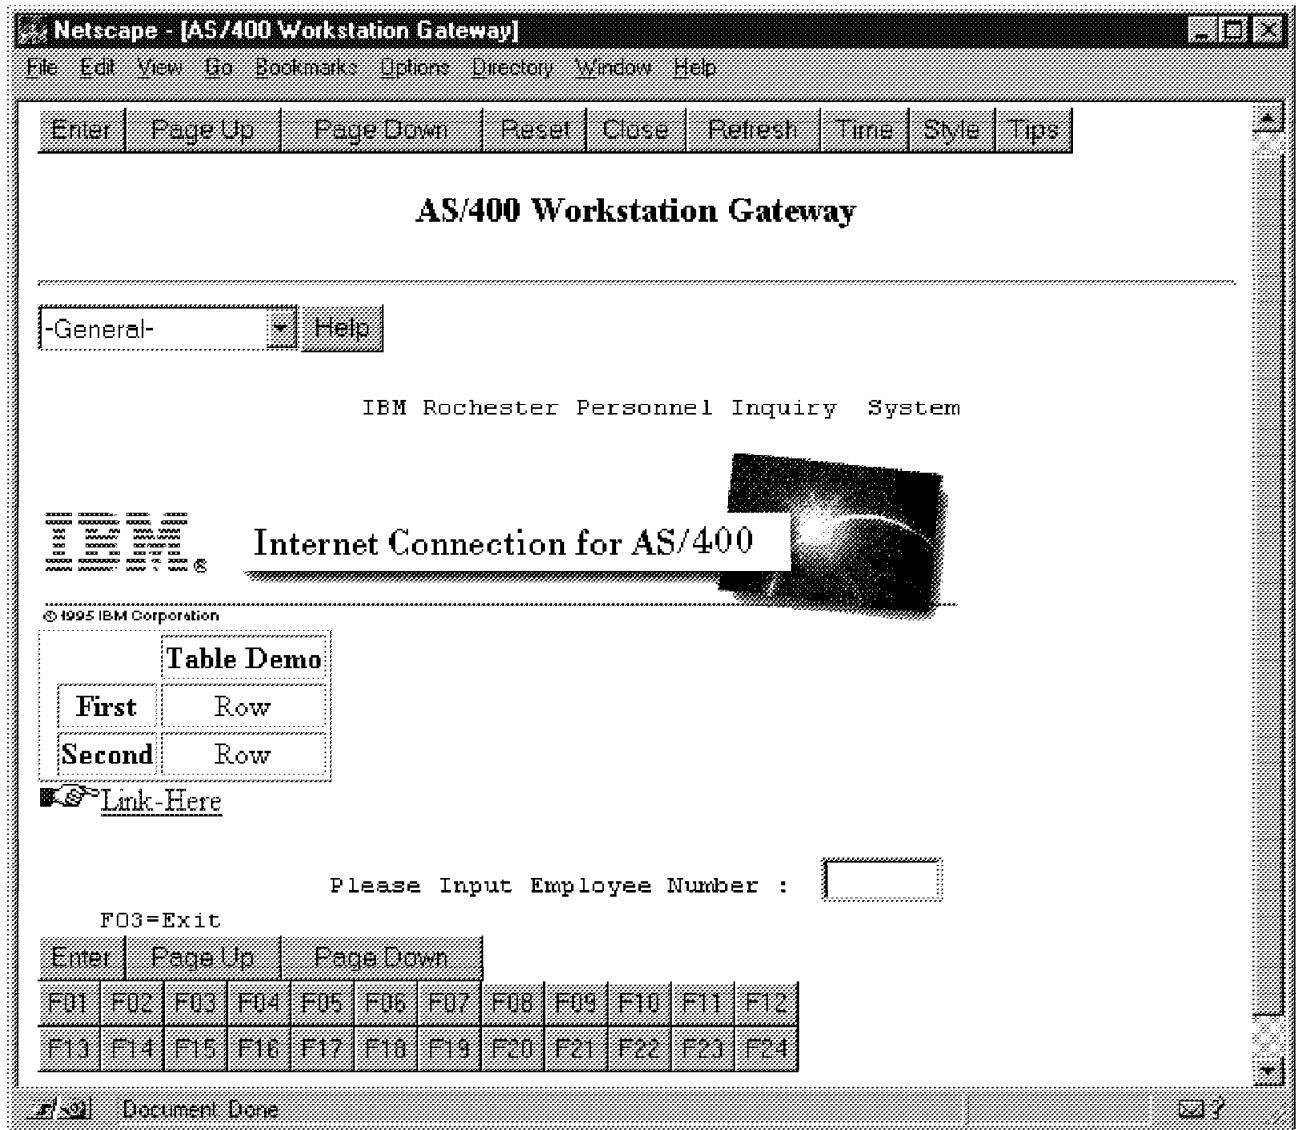 Netscape - [AS/400 Workstation Gateway]
File Edit View Go Bookmarks Options Directory Window Help
Enter Page Up Page Down Reset Close Refresh Time Style Tips
AS/400 Workstation Gateway
-General- Help
IBM Rochester Personnel Inquiry System
IBM®
Internet Connection for AS/400
© 1995 IBM Corporation
Table Demo
First Row
Second Row
Link-Here
Please Input Employee Number :
F03=Exit
Enter Page Up Page Down
F01 F02 F03 F04 F05 F06 F07 F08 F09 F10 F11 F12
F13 F14 F15 F16 F17 F18 F19 F20 F21 F22 F23 F24
Document: Done